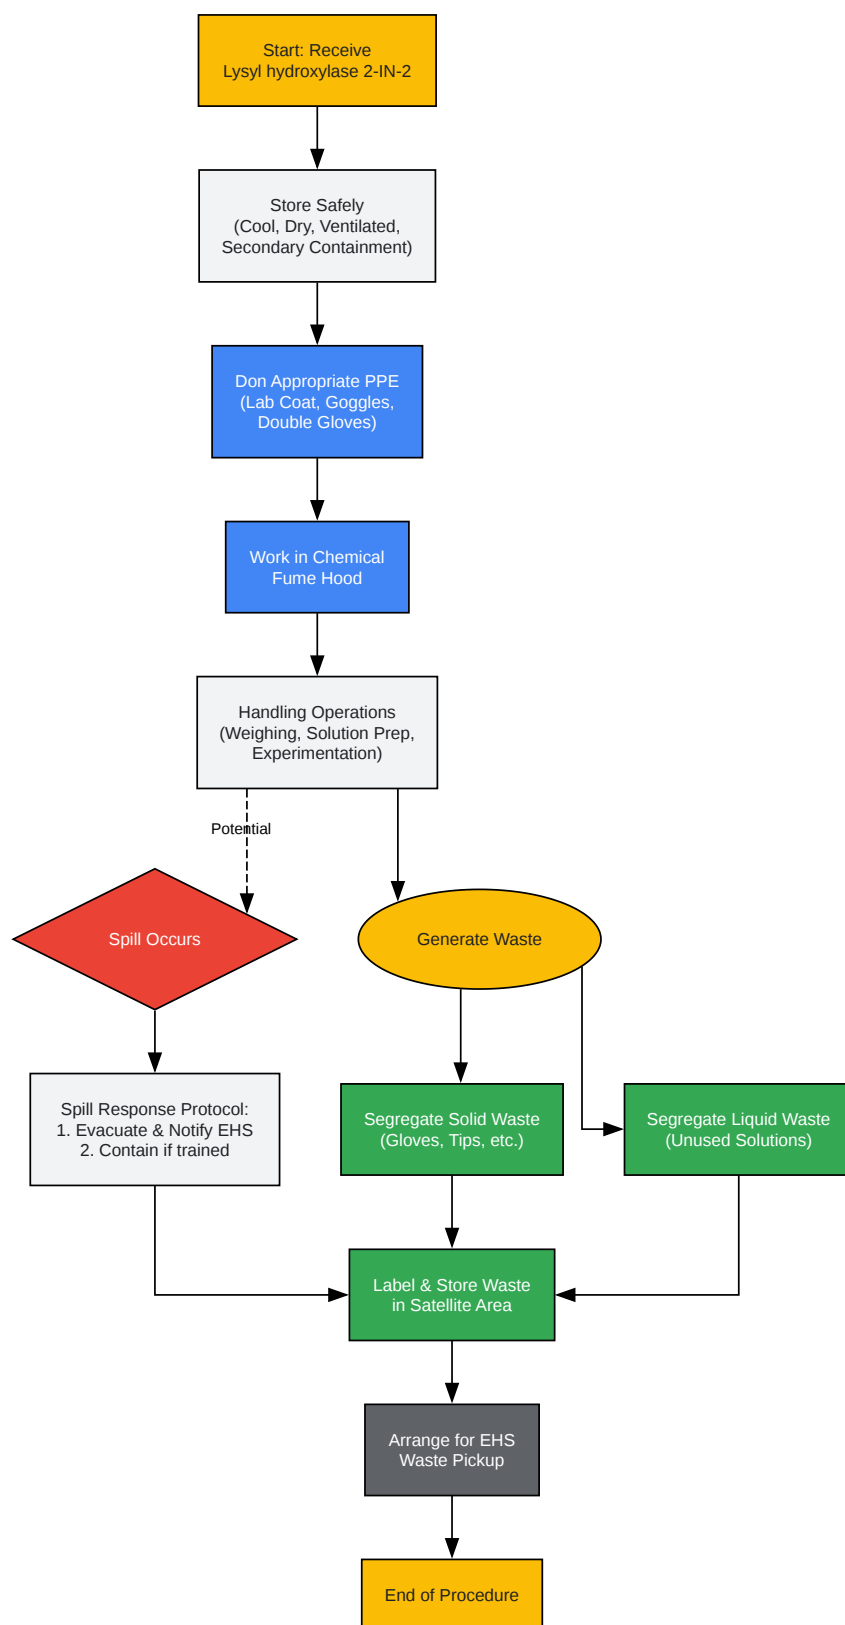 Start: Receive
Lysyl hydroxylase 2-IN-2
Store Safely
(Cool, Dry, Ventilated,
Secondary Containment)
Don Appropriate PPE
(Lab Coat, Goggles,
Double Gloves)
Work in Chemical
Fume Hood
Handling Operations
(Weighing, Solution Prep,
Experimentation)
Potential
Spill Occurs
Generate Waste
Spill Response Protocol:
1. Evacuate & Notify EHS
2. Contain if trained
Segregate Solid Waste
(Gloves, Tips, etc.)
Segregate Liquid Waste
(Unused Solutions)
Label & Store Waste
in Satellite Area
Arrange for EHS
Waste Pickup
End of Procedure